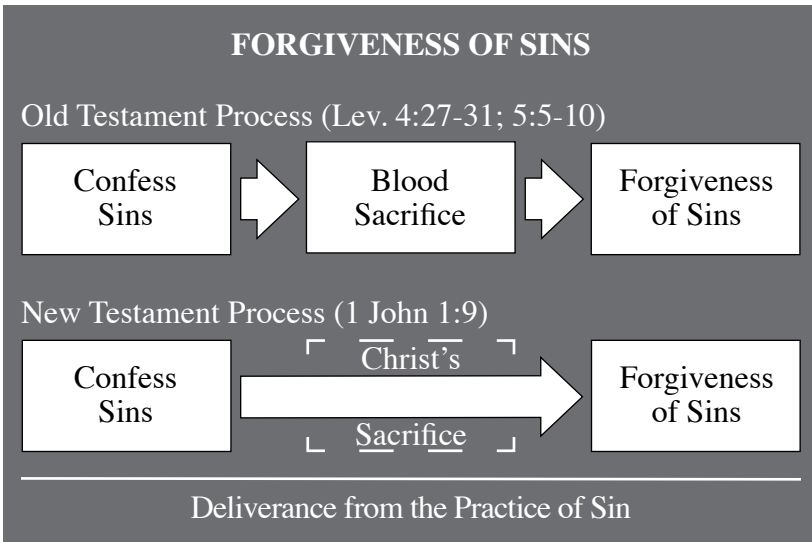 FORGIVENESS OF SINS
Old Testament Process (Lev. 4:27-31; 5:5-10)
Confess
Sins
Blood
Sacrifice
Forgiveness
of Sins
New Testament Process (1 John 1:9)
Confess
Sins
Christ's
Sacrifice
Forgiveness
of Sins
Deliverance from the Practice of Sin